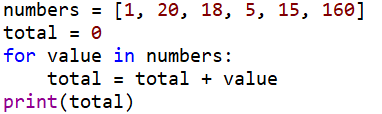 numbers = [1, 20, 18, 5, 15, 160]
total = 0
for value in numbers:
    total = total + value
print(total)